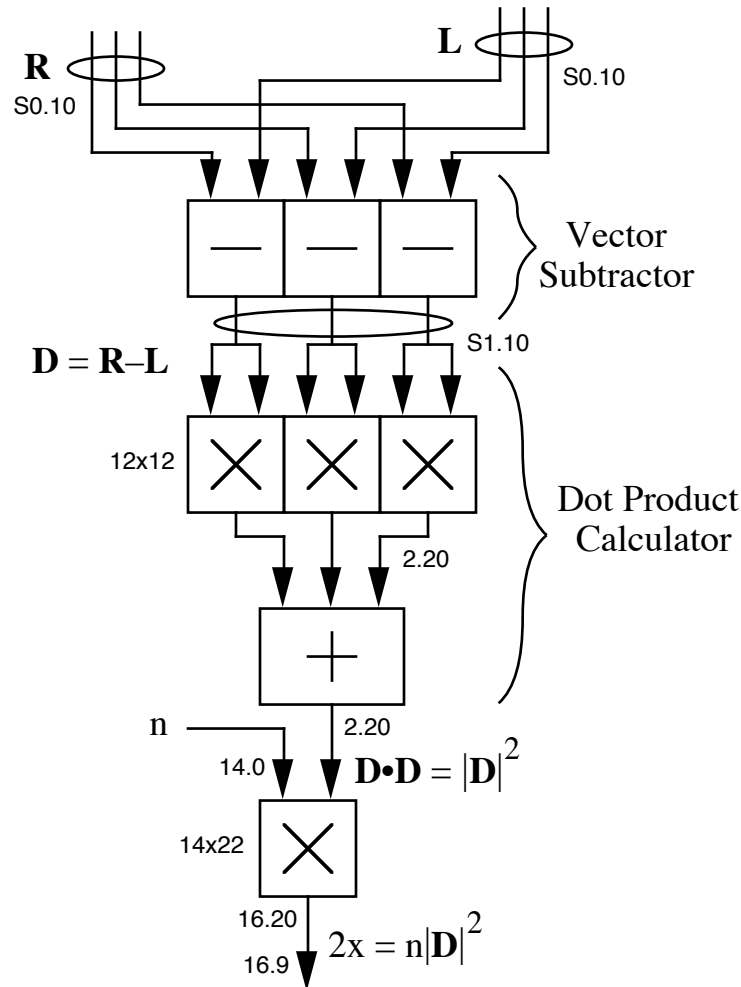 L
R
S0.10
S0.10
Vector
Subtractor
S1.10
D = R–L
12x12
Dot Product
Calculator
2.20
n
2.20
14.0
D•D = |D|²
14x22
16.20
2x = n|D|²
16.9